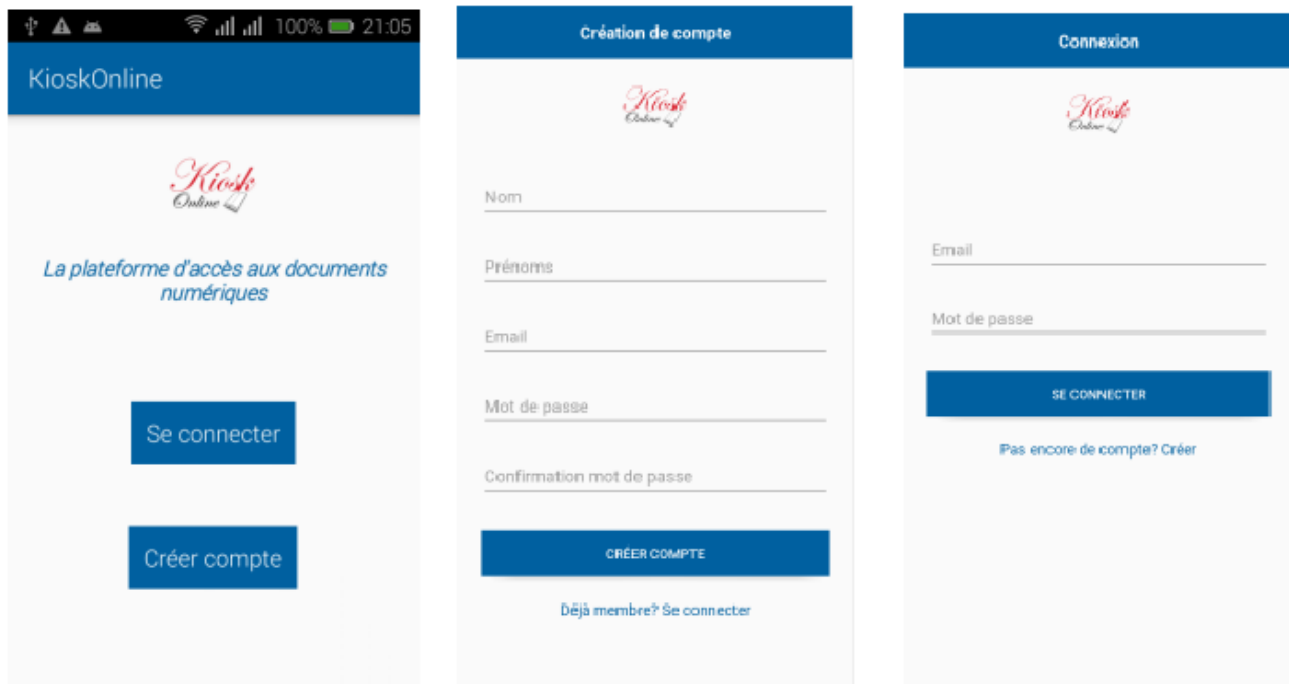 100% 21:05
KioskOnline
Kiosk
Online
La plateforme d'accès aux documents
numériques
Se connecter
Créer compte
Création de compte
Kiosk
Online
Nom
Prénoms
Email
Mot de passe
Confirmation mot de passe
CRÉER COMPTE
Déjà membre? Se connecter
Connexion
Kiosk
Online
Email
Mot de passe
SE CONNECTER
Pas encore de compte? Créer